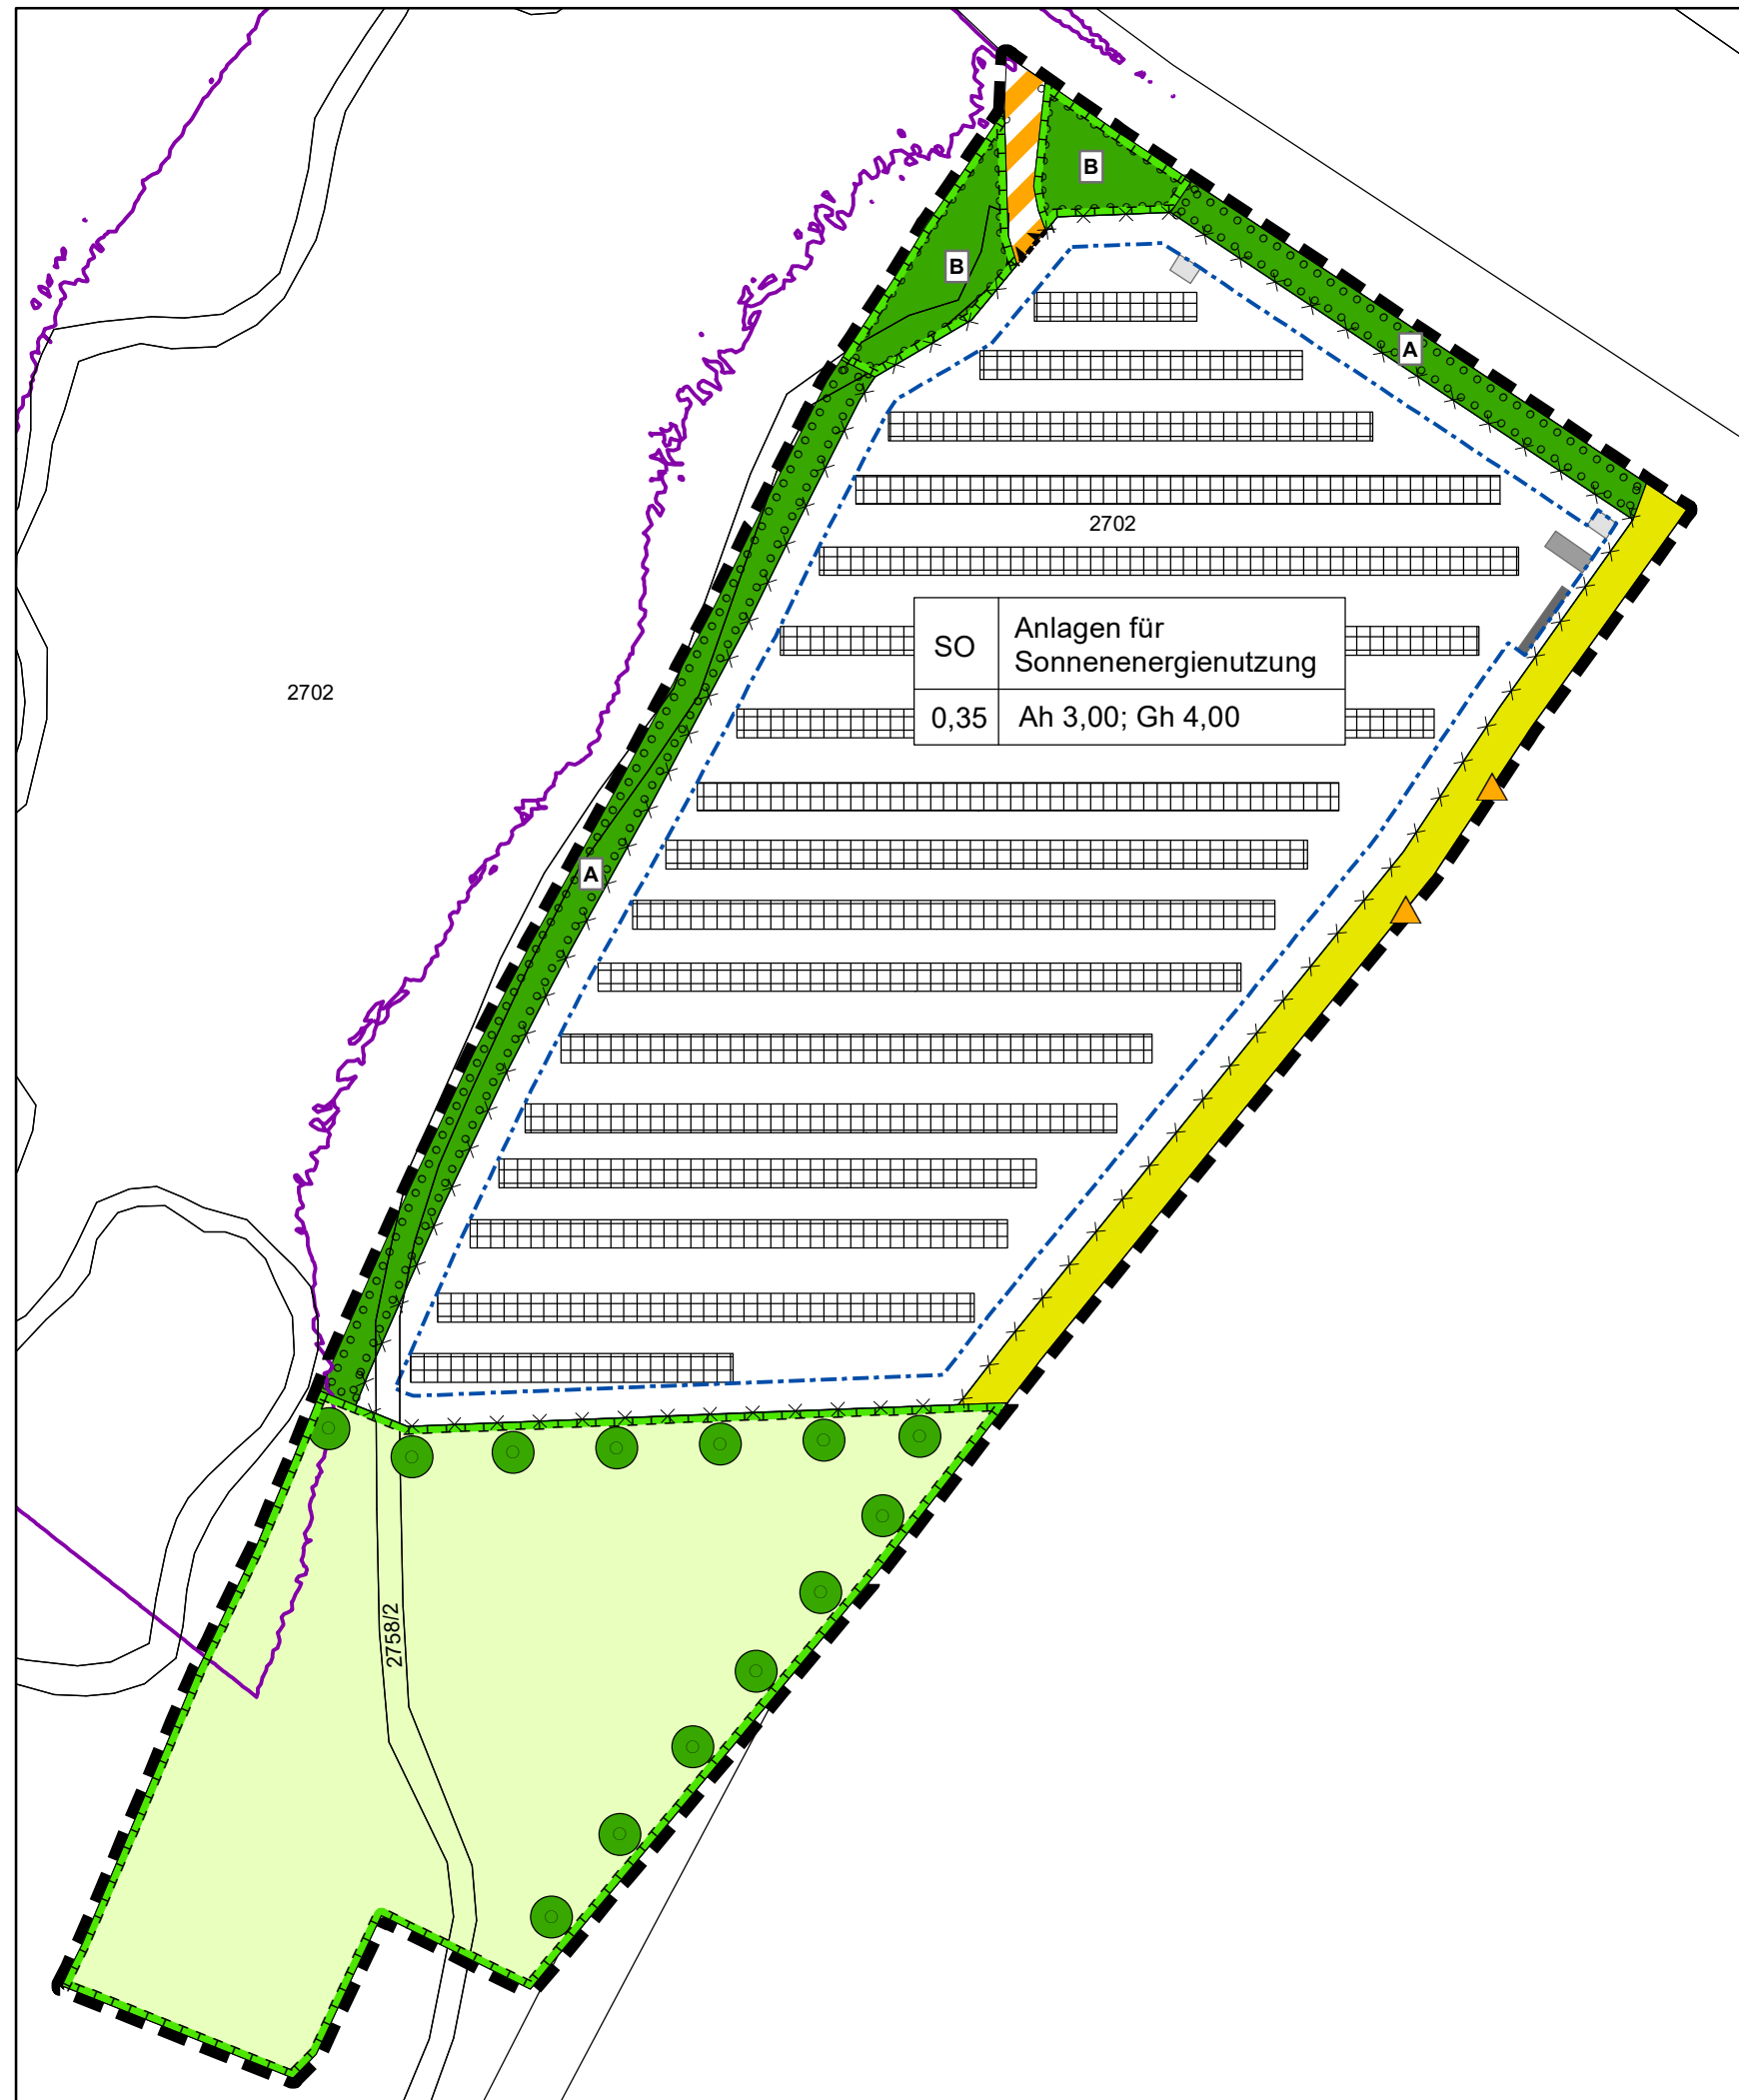 B
B
A
2702
SO
Anlagen für
Sonnenenergienutzung
0,35
Ah 3,00; Gh 4,00
2702
A
2758/2